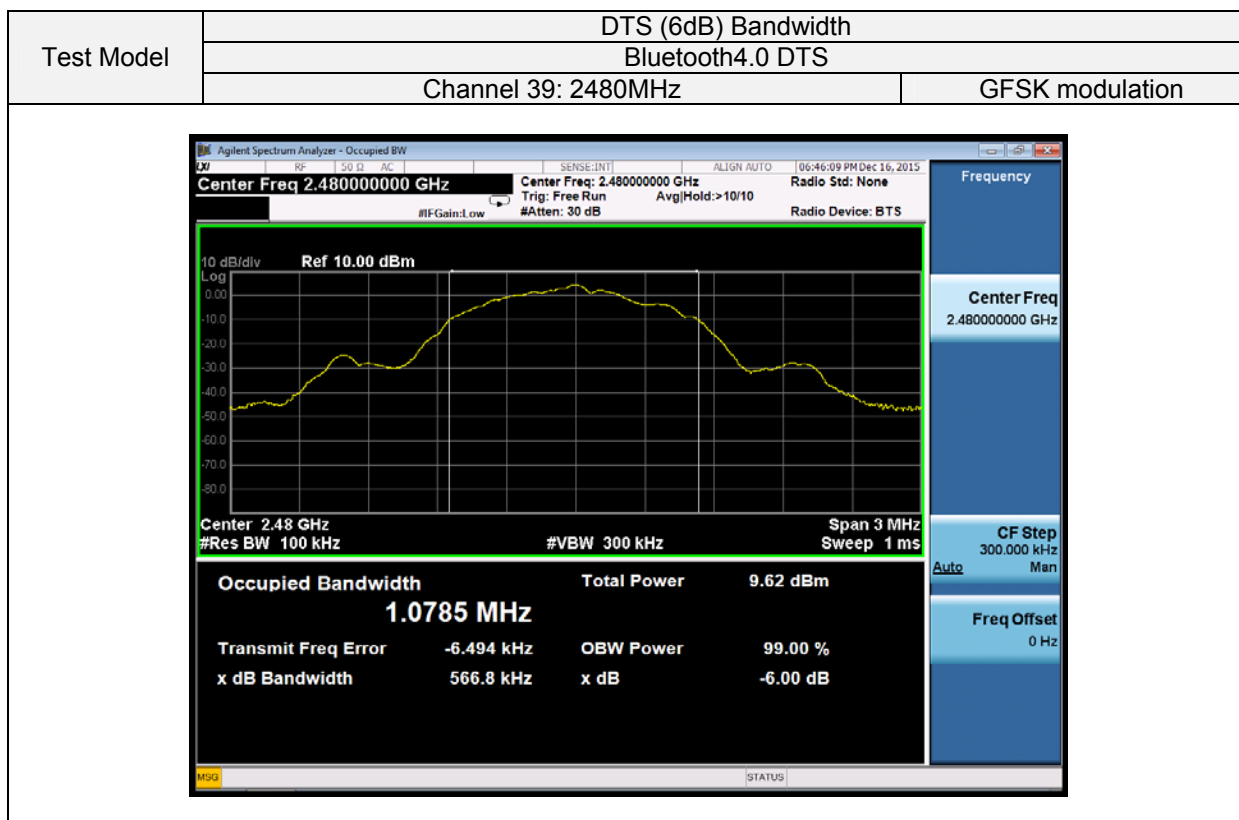 Test Model
DTS (6dB) Bandwidth
Bluetooth4.0 DTS
Channel 39: 2480MHz GFSK modulation
Agilent Spectrum Analyzer - Occupied BW
LXI RF 50 Ω AC SENSE:INT ALIGN AUTO 06:46:09 PM Dec 16, 2015
Center Freq 2.480000000 GHz
Center Freq: 2.480000000 GHz Radio Std: None
Trig: Free Run Avg|Hold:>10/10
#IFGain:Low #Atten: 30 dB Radio Device: BTS
10 dB/div Ref 10.00 dBm
Log
0.00
-10.0
-20.0
-30.0
-40.0
-50.0
-60.0
-70.0
-80.0
Center 2.48 GHz Span 3 MHz
#Res BW 100 kHz #VBW 300 kHz Sweep 1 ms
Occupied Bandwidth Total Power 9.62 dBm
1.0785 MHz
Transmit Freq Error -6.494 kHz OBW Power 99.00 %
x dB Bandwidth 566.8 kHz x dB -6.00 dB
MSG STATUS
Frequency
Center Freq
2.480000000 GHz
CF Step
300.000 kHz
Auto Man
Freq Offset
0 Hz